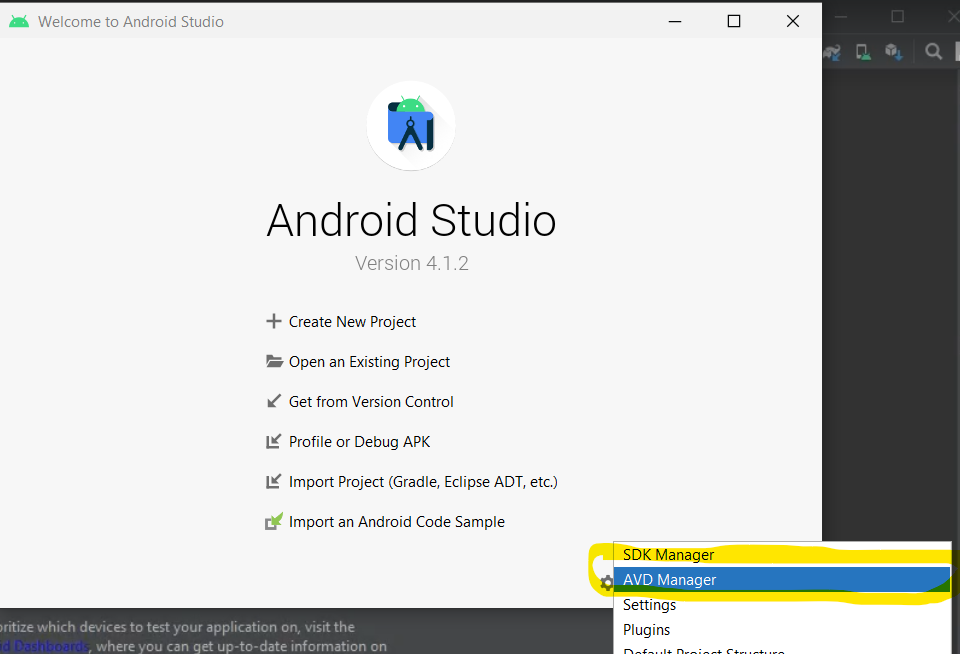 Welcome to Android Studio
Android Studio
Version 4.1.2
Create New Project
Open an Existing Project
Get from Version Control
Profile or Debug APK
Import Project (Gradle, Eclipse ADT, etc.)
Import an Android Code Sample
SDK Manager
AVD Manager
Settings
Plugins
Default Project Structure
which devices to test your application on, visit the
Dashboards, where you can get up-to-date information on